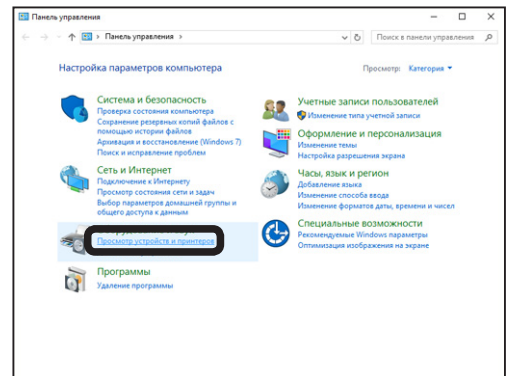 Панель управления
Панель управления
Поиск в панели управления
Настройка параметров компьютера
Просмотр: Категория
Система и безопасность
Проверка состояния компьютера
Сохранение резервных копий файлов с
помощью истории файлов
Архивация и восстановление (Windows 7)
Поиск и исправление проблем
Сеть и Интернет
Подключение к Интернету
Просмотр состояния сети и задач
Выбор параметров домашней группы и
общего доступа к данным
Просмотр устройств и принтеров
Программы
Удаление программы
Учетные записи пользователей
Изменение типа учетной записи
Оформление и персонализация
Изменение темы
Настройка разрешения экрана
Часы, язык и регион
Добавление языка
Изменение способа ввода
Изменение форматов даты, времени и чисел
Специальные возможности
Рекомендуемые Windows параметры
Оптимизация изображения на экране